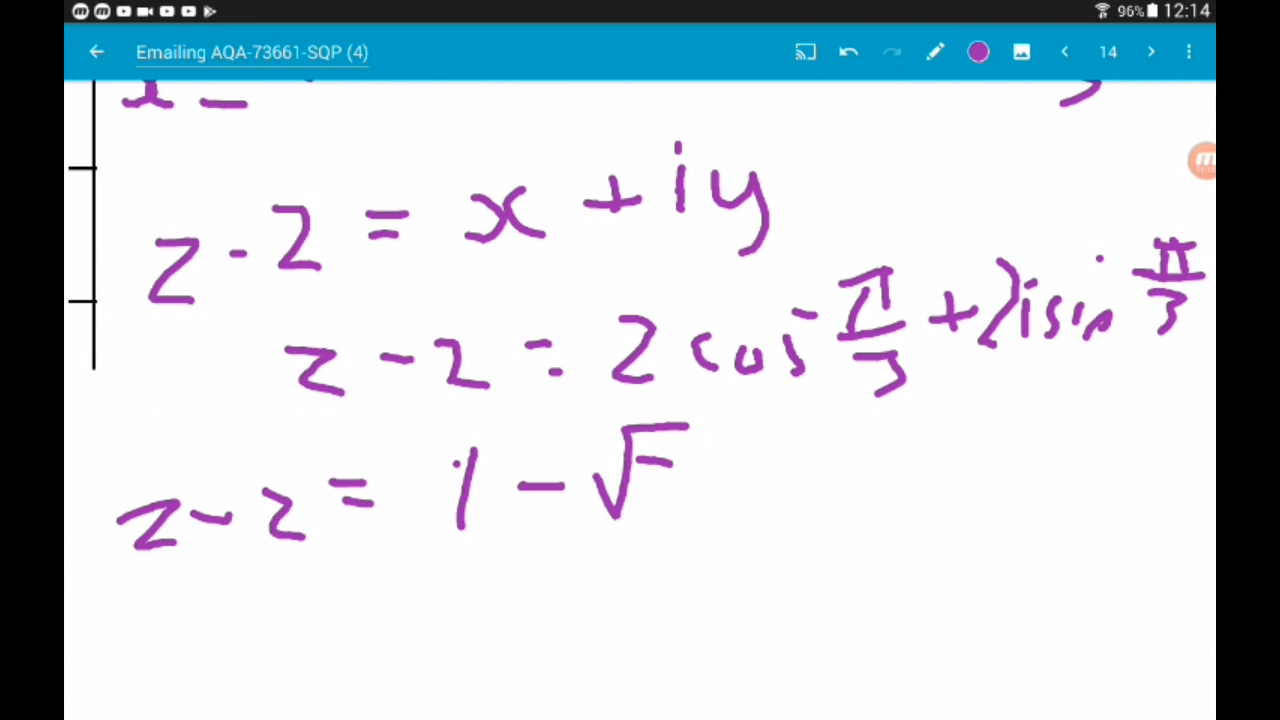 96% 12:14
Emailing AQA-73661-SQP (4) 14
z - 2 = x + iy
z - 2 = 2 cos -π/3 + 2i sin π/3
z - 2 = 1 - √